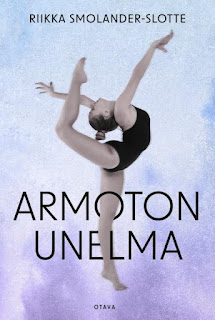 RIIKKA SMOLANDER-SLOTTE
ARMOTON
UNELMA
OTAVA